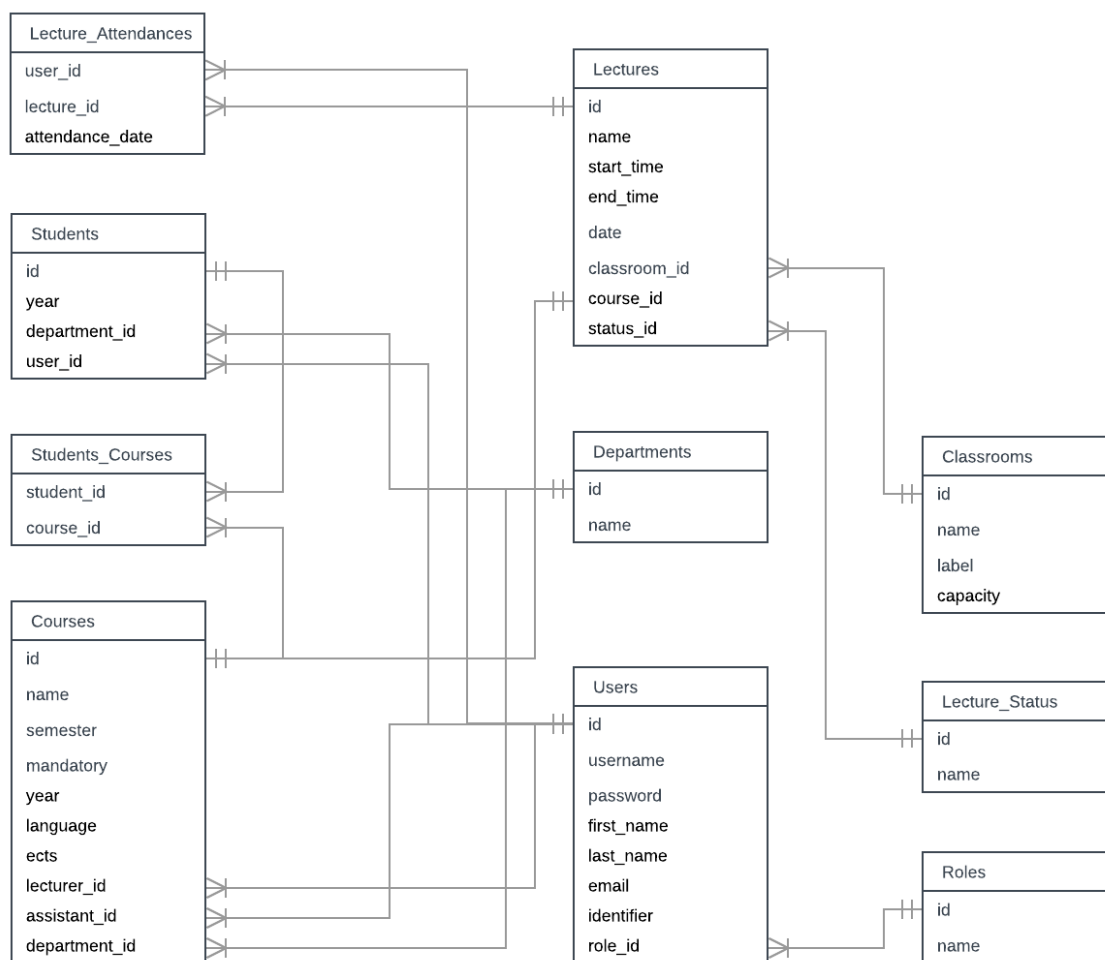 Lecture_Attendances
user_id
lecture_id
attendance_date
Students
id
year
department_id
user_id
Students_Courses
student_id
course_id
Courses
id
name
semester
mandatory
year
language
ects
lecturer_id
assistant_id
department_id
Lectures
id
name
start_time
end_time
date
classroom_id
course_id
status_id
Departments
id
name
Users
id
username
password
first_name
last_name
email
identifier
role_id
Classrooms
id
name
label
capacity
Lecture_Status
id
name
Roles
id
name